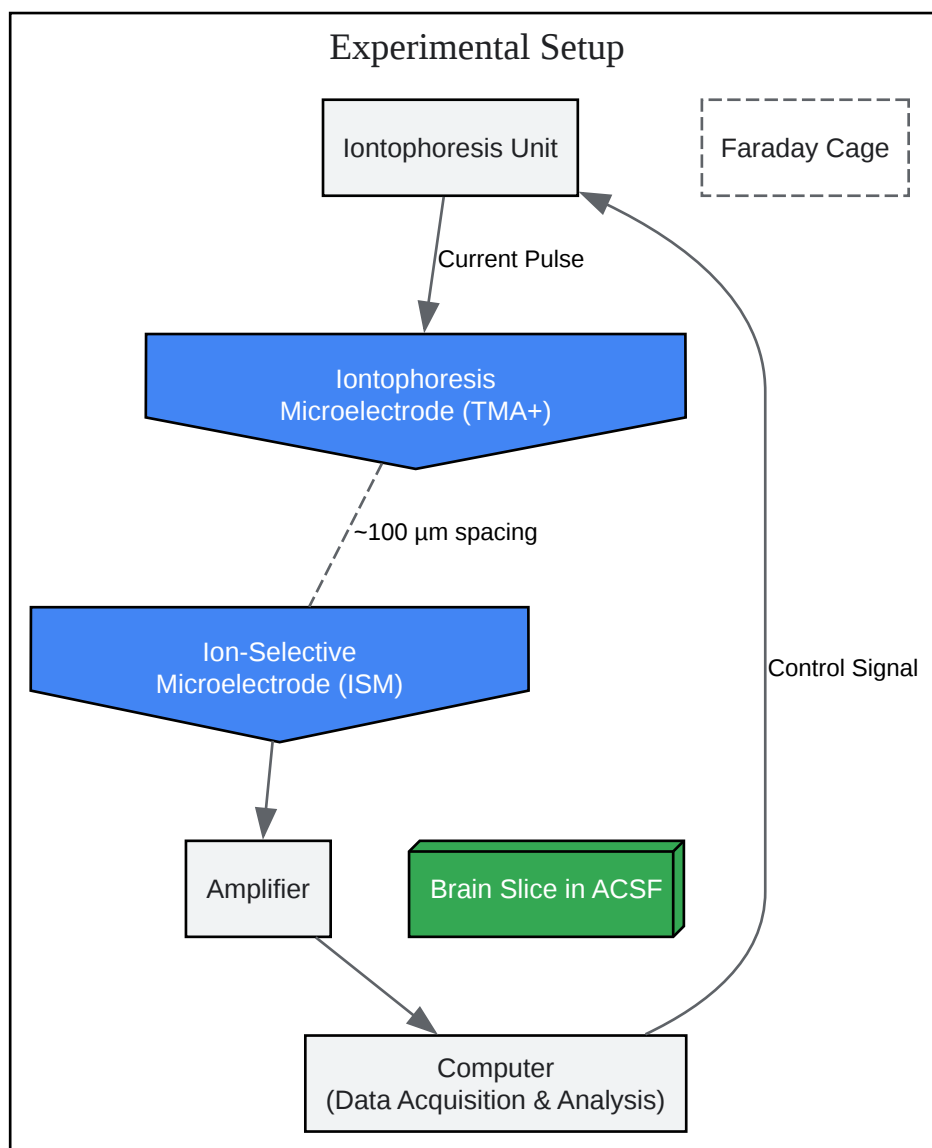 Experimental Setup
Iontophoresis Unit
Faraday Cage
Current Pulse
Iontophoresis
Microelectrode (TMA+)
~100 µm spacing
Ion-Selective
Microelectrode (ISM)
Control Signal
Amplifier
Brain Slice in ACSF
Computer
(Data Acquisition & Analysis)